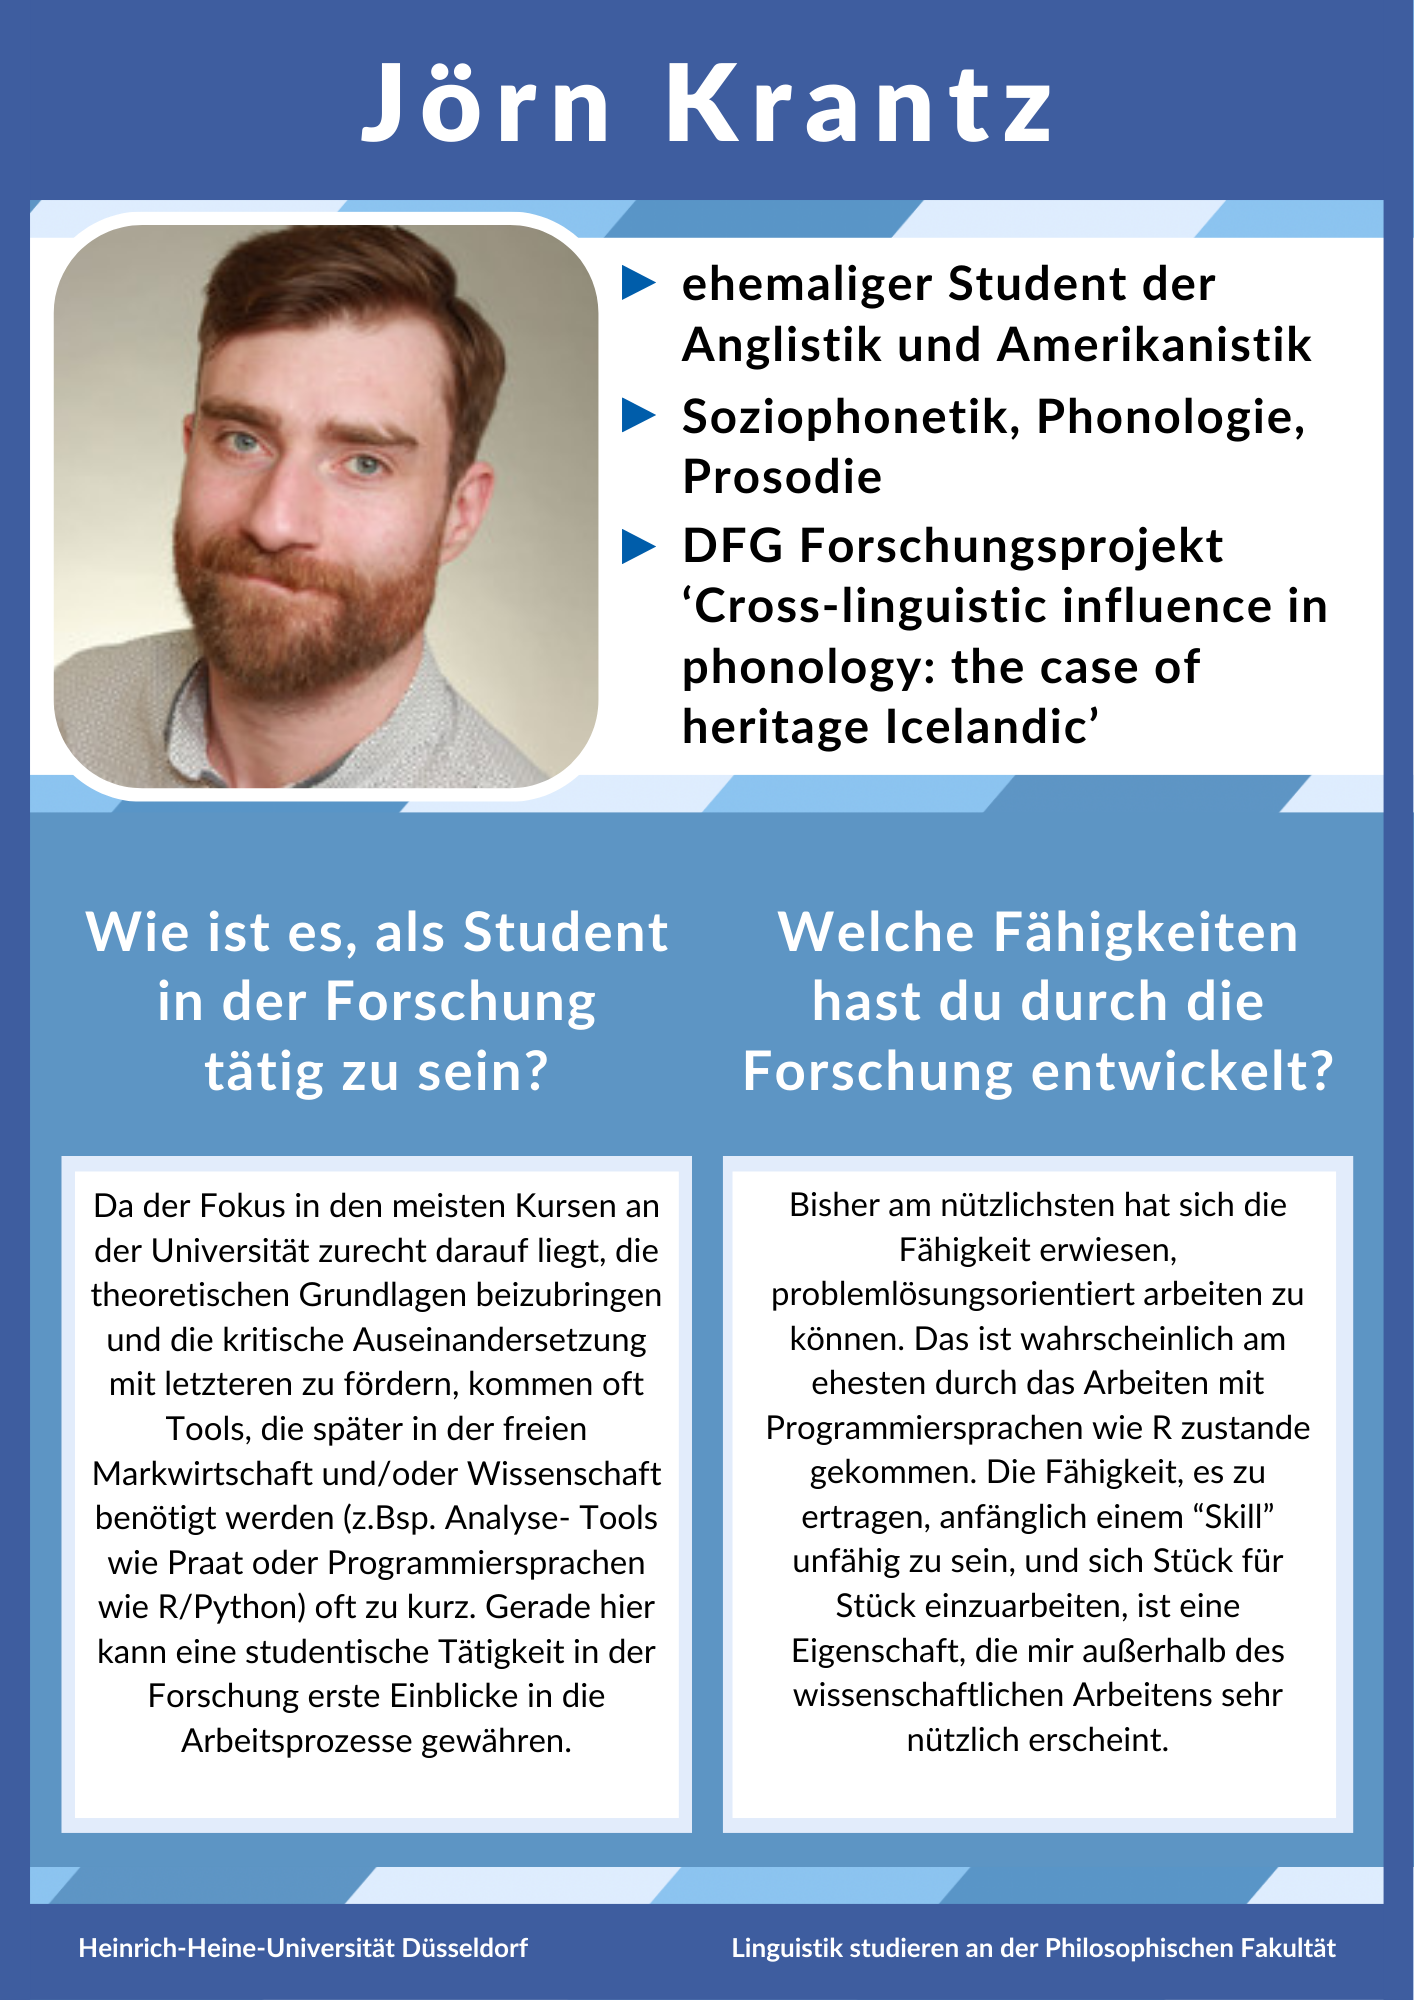 Jörn Krantz
ehemaliger Student der
Anglistik und Amerikanistik
Soziophonetik, Phonologie,
Prosodie
DFG Forschungsprojekt
‘Cross-linguistic influence in
phonology: the case of
heritage Icelandic’
Wie ist es, als Student
in der Forschung
tätig zu sein?
Da der Fokus in den meisten Kursen an
der Universität zurecht darauf liegt, die
theoretischen Grundlagen beizubringen
und die kritische Auseinandersetzung
mit letzteren zu fördern, kommen oft
Tools, die später in der freien
Markwirtschaft und/oder Wissenschaft
benötigt werden (z.Bsp. Analyse- Tools
wie Praat oder Programmiersprachen
wie R/Python) oft zu kurz. Gerade hier
kann eine studentische Tätigkeit in der
Forschung erste Einblicke in die
Arbeitsprozesse gewähren.
Welche Fähigkeiten
hast du durch die
Forschung entwickelt?
Bisher am nützlichsten hat sich die
Fähigkeit erwiesen,
problemlösungsorientiert arbeiten zu
können. Das ist wahrscheinlich am
ehesten durch das Arbeiten mit
Programmiersprachen wie R zustande
gekommen. Die Fähigkeit, es zu
ertragen, anfänglich einem “Skill”
unfähig zu sein, und sich Stück für
Stück einzuarbeiten, ist eine
Eigenschaft, die mir außerhalb des
wissenschaftlichen Arbeitens sehr
nützlich erscheint.
Heinrich-Heine-Universität Düsseldorf
Linguistik studieren an der Philosophischen Fakultät